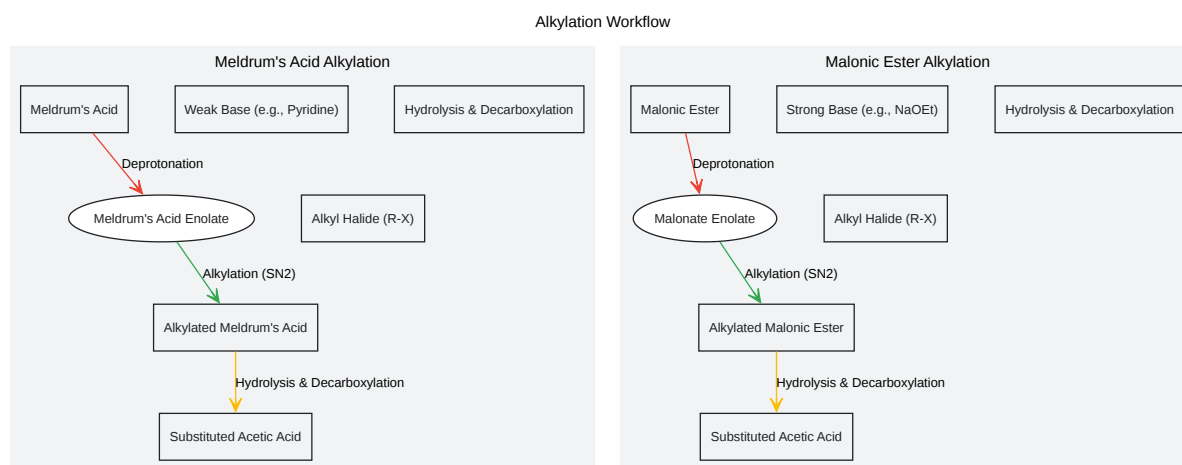 Alkylation Workflow
Meldrum's Acid Alkylation
Meldrum's Acid
Weak Base (e.g., Pyridine)
Hydrolysis & Decarboxylation
Deprotonation
Meldrum's Acid Enolate
Alkyl Halide (R-X)
Alkylation (SN2)
Alkylated Meldrum's Acid
Hydrolysis & Decarboxylation
Substituted Acetic Acid
Malonic Ester Alkylation
Malonic Ester
Strong Base (e.g., NaOEt)
Hydrolysis & Decarboxylation
Deprotonation
Malonate Enolate
Alkyl Halide (R-X)
Alkylation (SN2)
Alkylated Malonic Ester
Hydrolysis & Decarboxylation
Substituted Acetic Acid